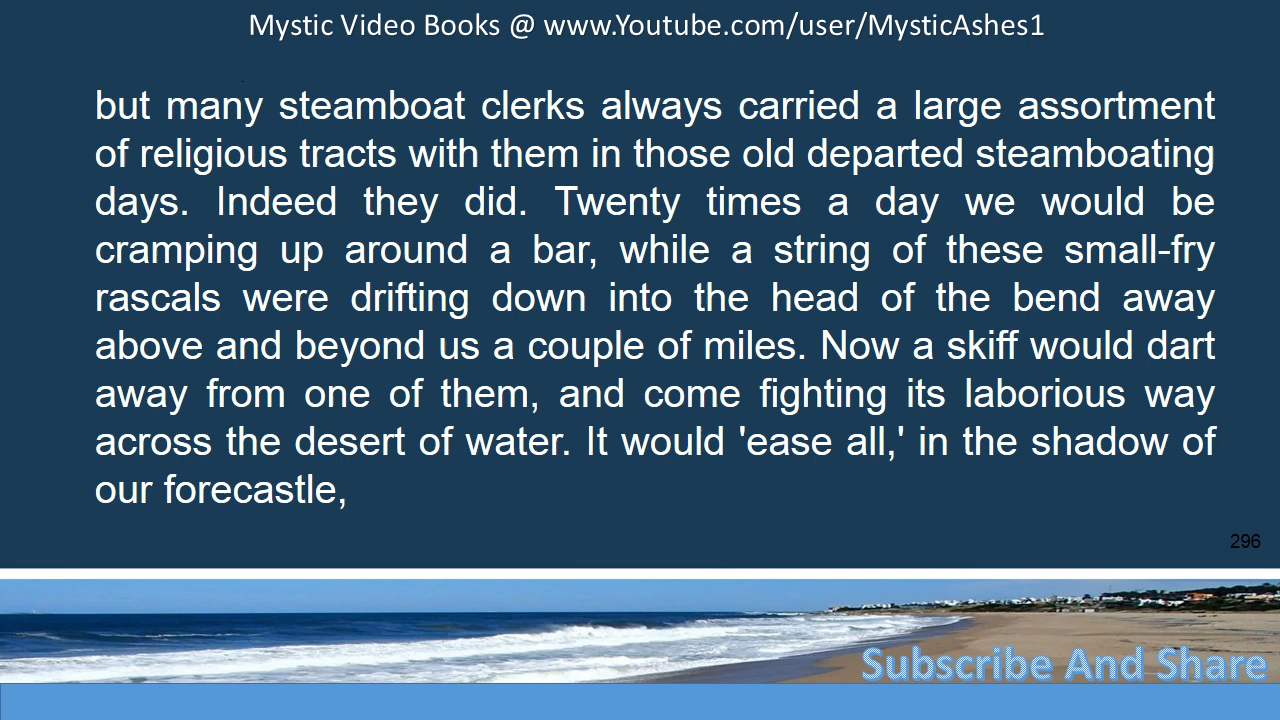 Mystic Video Books @ www.Youtube.com/user/MysticAshes1
but many steamboat clerks always carried a large assortment
of religious tracts with them in those old departed steamboating
days. Indeed they did. Twenty times a day we would be
cramping up around a bar, while a string of these small-fry
rascals were drifting down into the head of the bend away
above and beyond us a couple of miles. Now a skiff would dart
away from one of them, and come fighting its laborious way
across the desert of water. It would 'ease all,' in the shadow of
our forecastle,
296
Subscribe And Share